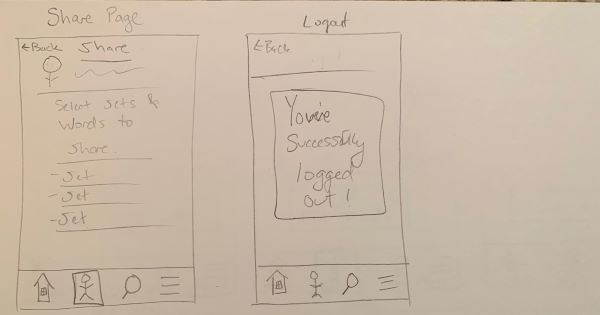 Share Page
←Back Share
Select Sets &
Words to
Share.
- Set
- Set
- Set
Logout
←Back
You're
Successfully
logged
out!